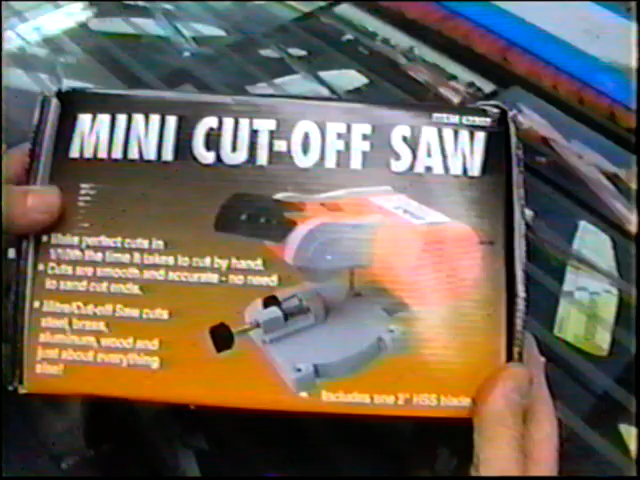 MINI CUT-OFF SAW
• Make perfect cuts in
1/10th the time it takes to cut by hand.
• Cuts are smooth and accurate - no need
to sand cut ends.
• Mitre/Cut-off Saw cuts
steel, brass,
aluminum, wood and
just about everything
else!
Includes one 2" HSS blade